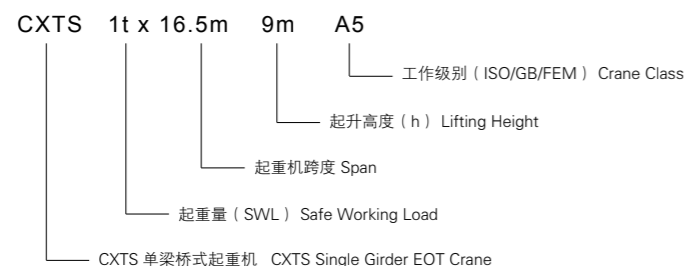 CXTS 1t x 16.5m 9m A5
工作级别（ISO/GB/FEM）Crane Class
起升高度（h）Lifting Height
起重机跨度 Span
起重量（SWL）Safe Working Load
CXTS 单梁桥式起重机 CXTS Single Girder EOT Crane